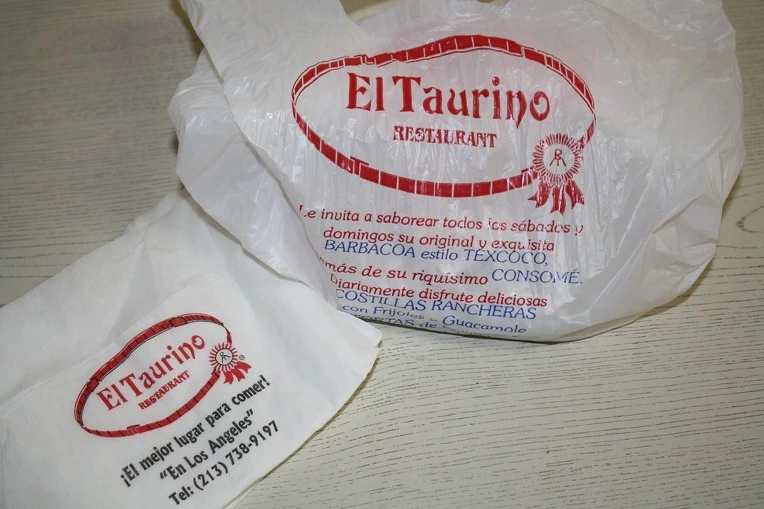 El Taurino
RESTAURANT
Le invita a saborear todos los sábados y
domingos su original y exquisita
BARBACOA estilo TEXCOCO,
más de su riquísimo CONSOMÉ.
Diariamente disfrute deliciosas
COSTILLAS RANCHERAS
con Frijoles y Guacamole
El Taurino
RESTAURANT
¡El mejor lugar para comer!
"En Los Angeles"
Tel: (213) 738-9197